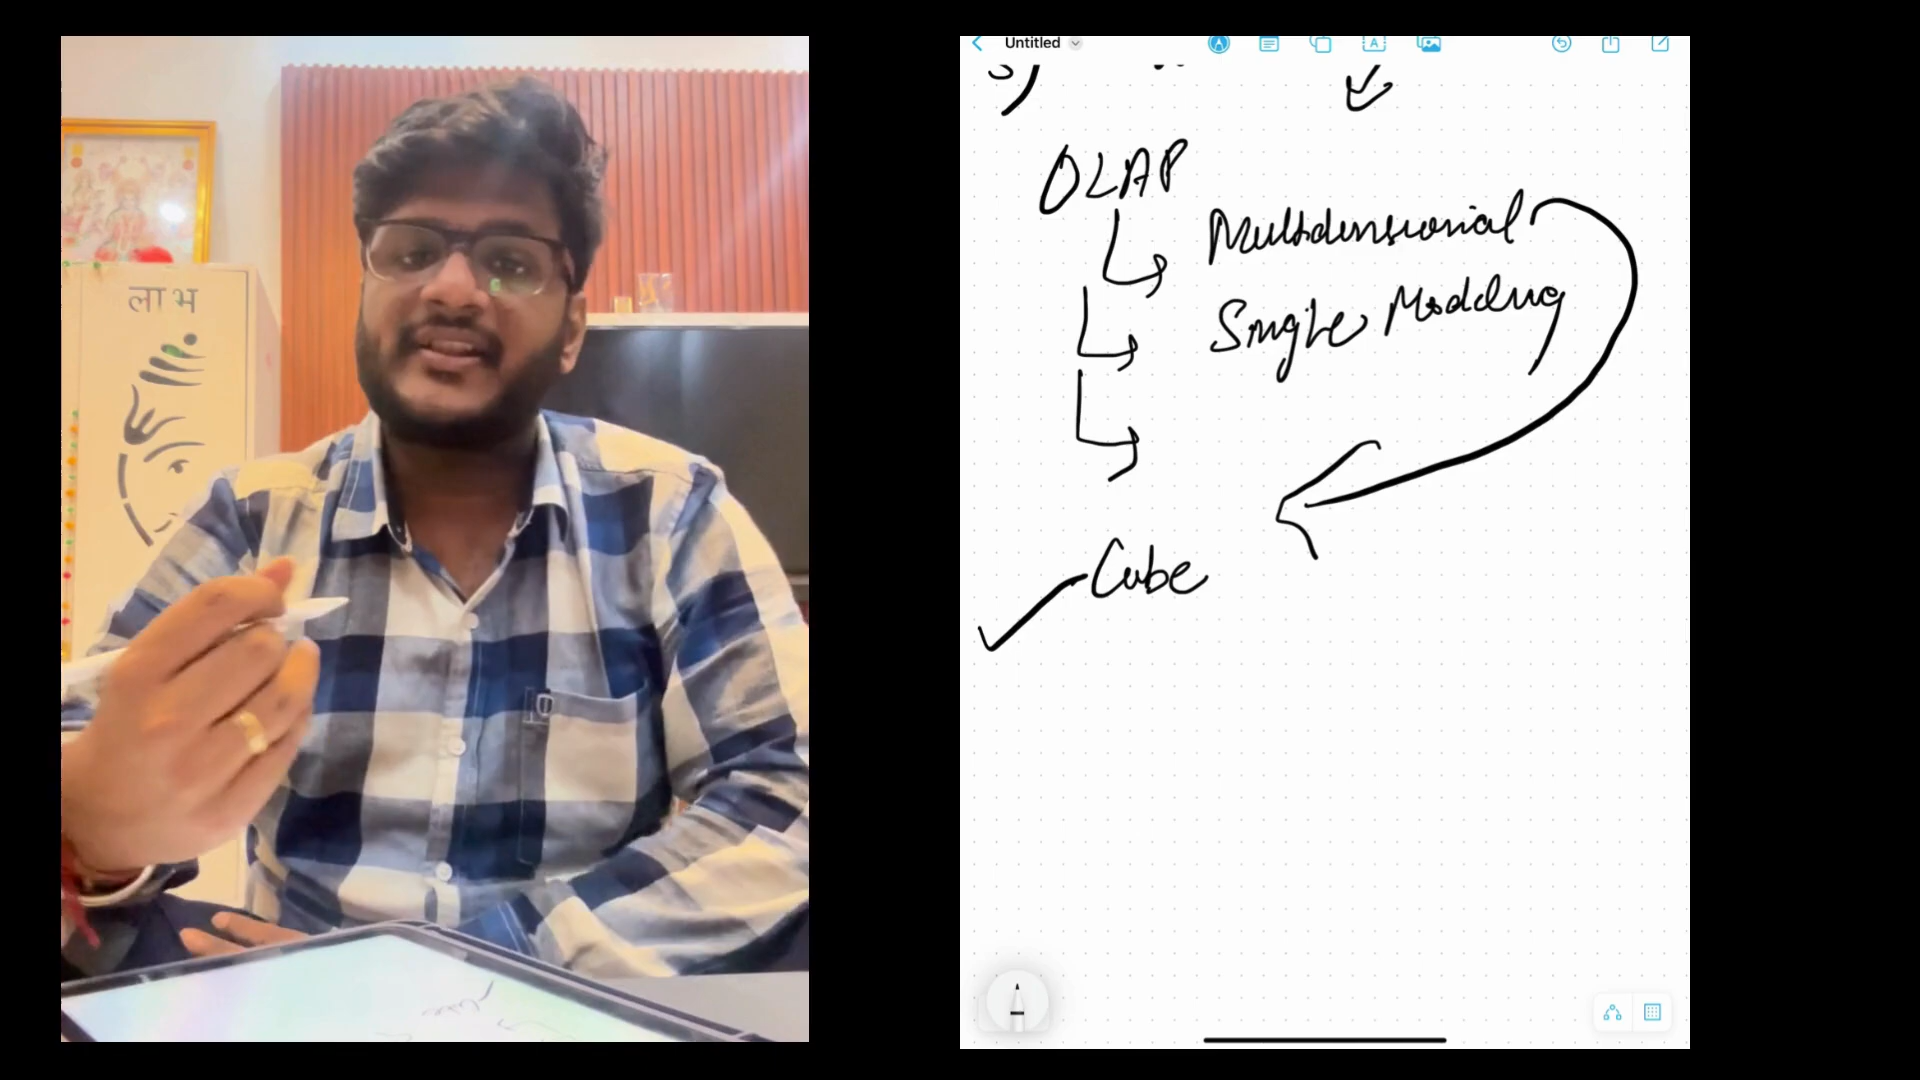 लाभ
Untitled
OLAP
Multidimensional
Single Modeling
Cube